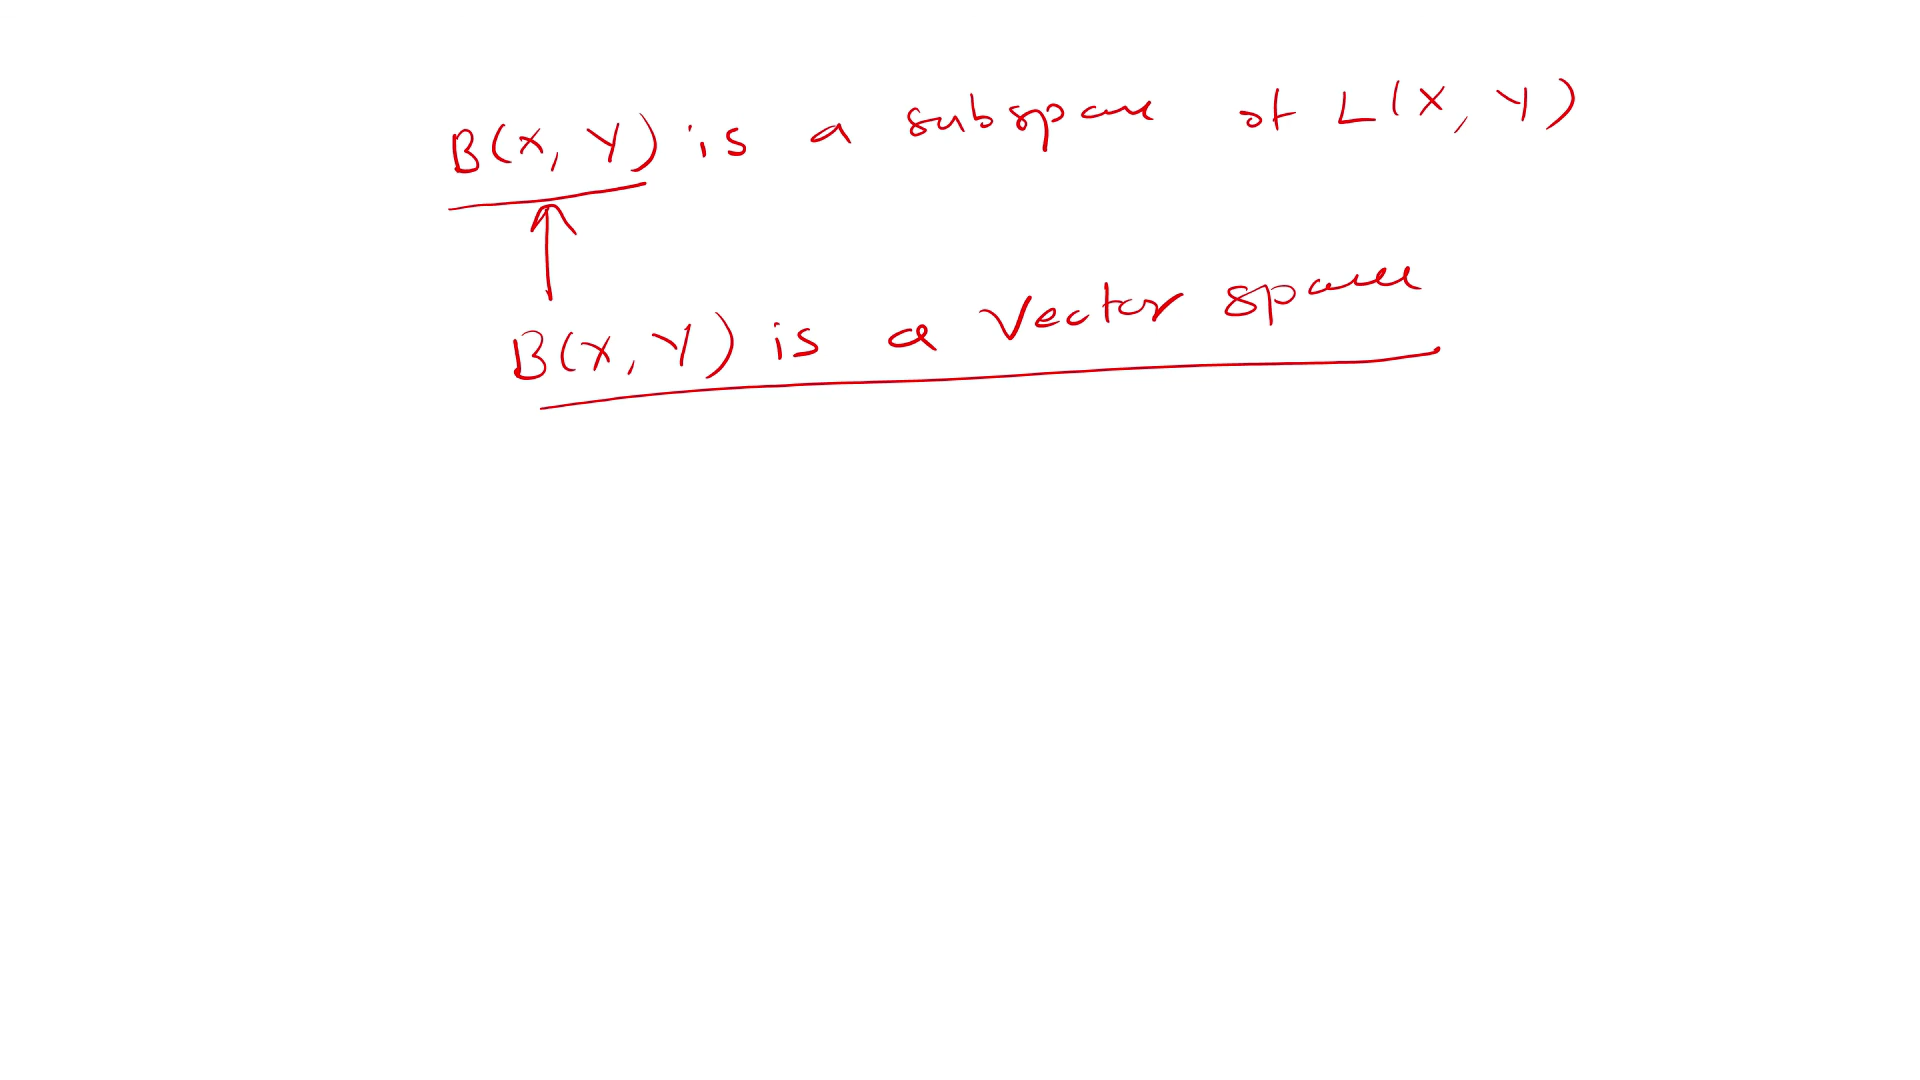 B(X, Y) is a subspace of L(X, Y)
B(X, Y) is a Vector space